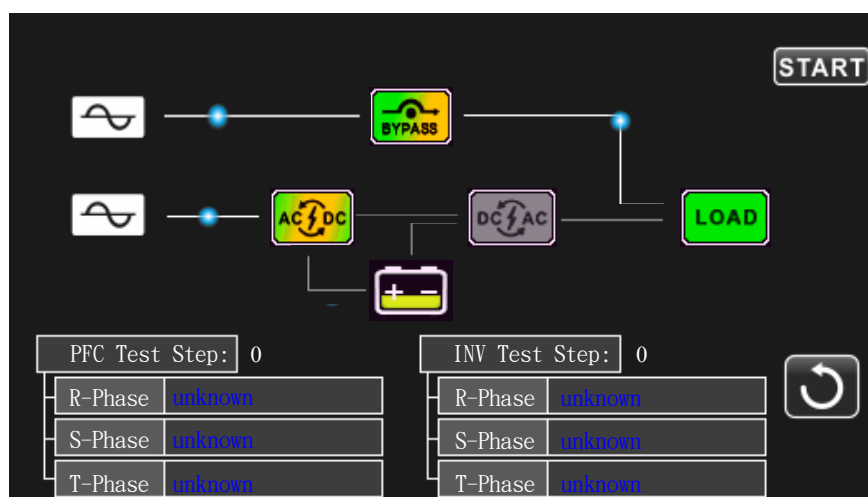 START
BYPASS
AC DC
DC AC
LOAD
+ −
PFC Test Step: 0
R-Phase unknown
S-Phase unknown
T-Phase unknown
INV Test Step: 0
R-Phase unknown
S-Phase unknown
T-Phase unknown